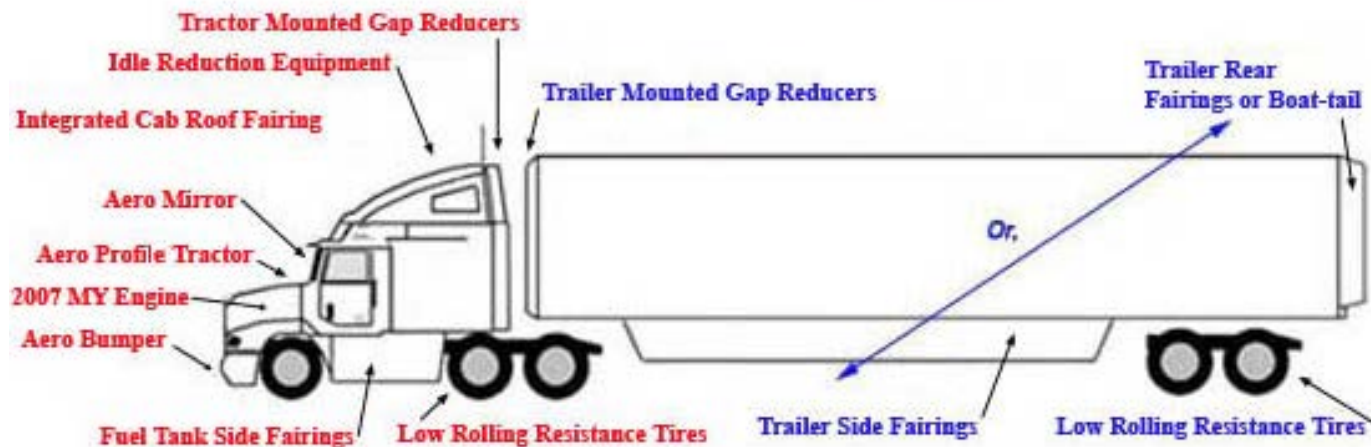 Tractor Mounted Gap Reducers
Idle Reduction Equipment
Trailer Rear
Fairings or Boat-tail
Trailer Mounted Gap Reducers
Integrated Cab Roof Fairing
Aero Mirror
Or,
Aero Profile Tractor
2007 MY Engine
Aero Bumper
Fuel Tank Side Fairings
Low Rolling Resistance Tires
Trailer Side Fairings
Low Rolling Resistance Tires